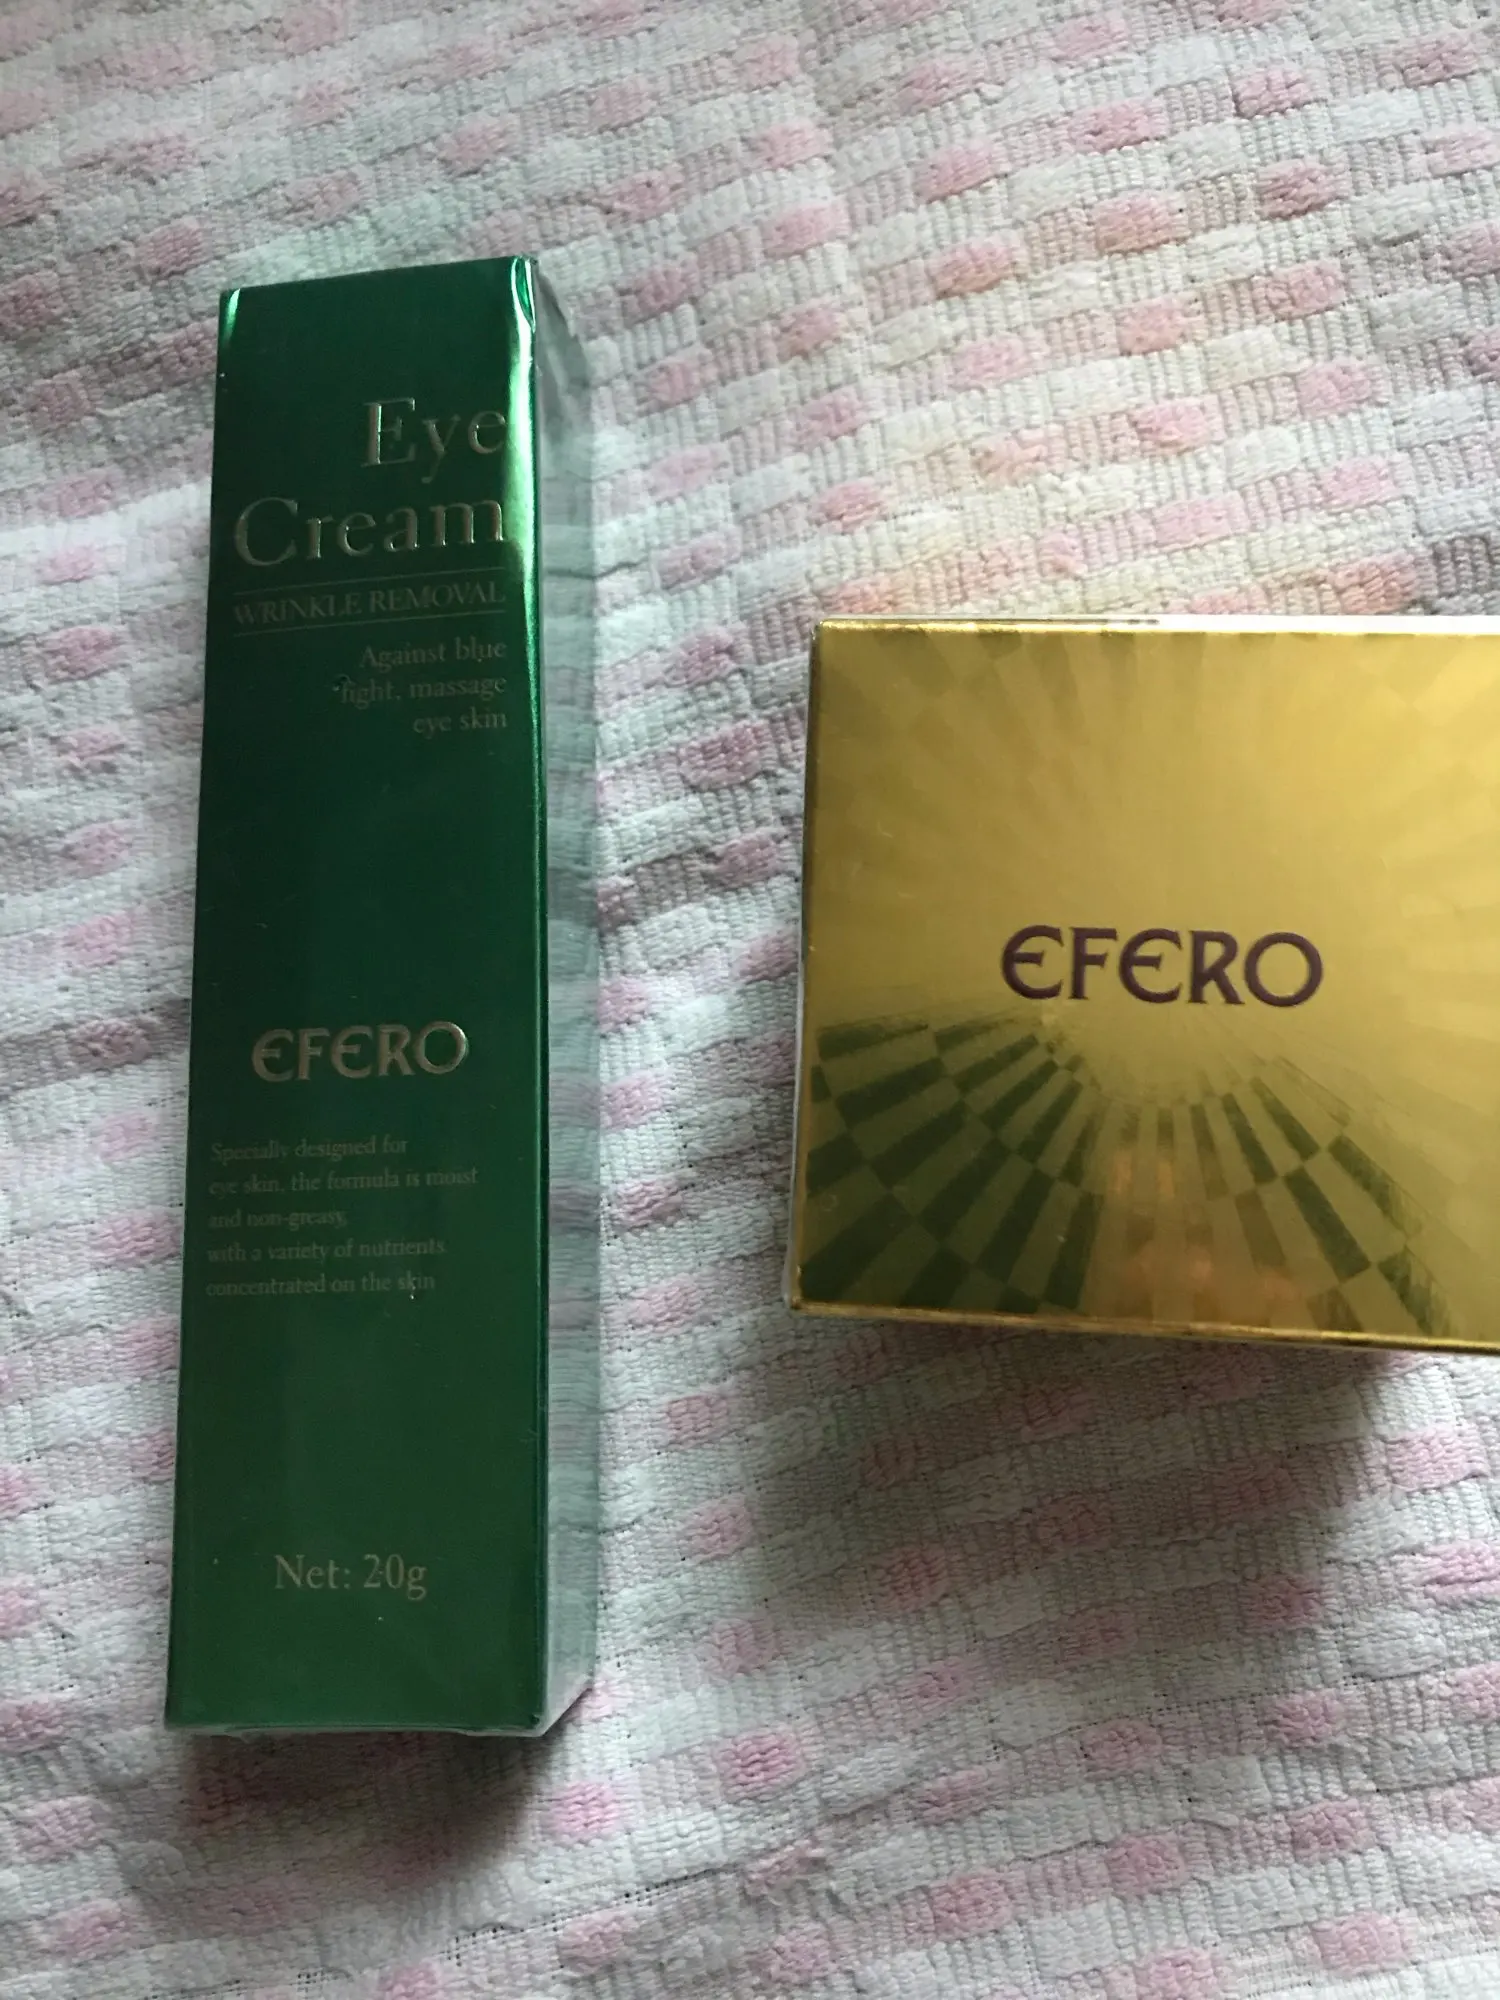 Eye
Cream
WRINKLE REMOVAL
Against blue
light, massage
eye skin
EFERO
Specially designed for
eye skin, the formula is moist
and non-greasy,
with a variety of nutrients
concentrated on the skin
Net: 20g
EFERO